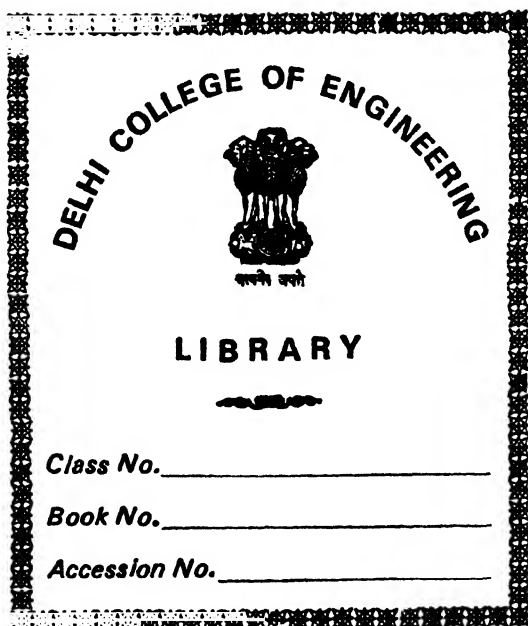 DELHI COLLEGE OF ENGINEERING
LIBRARY
Class No.
Book No.
Accession No.